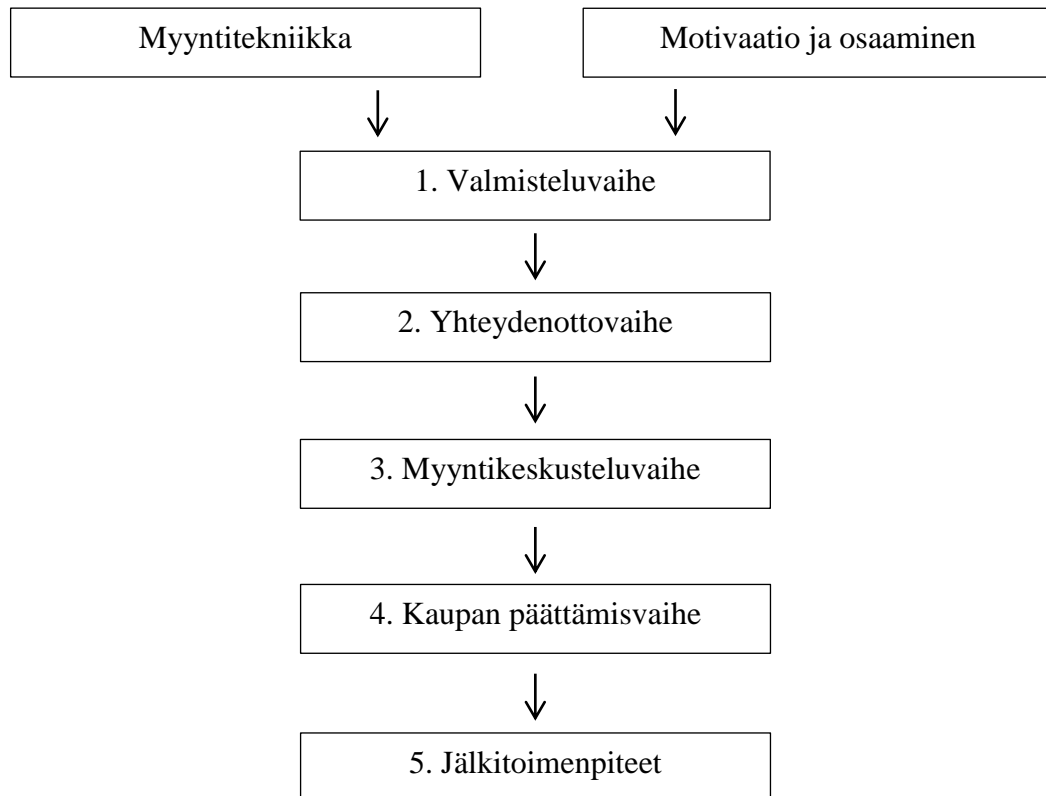 Myyntitekniikka
Motivaatio ja osaaminen
1. Valmisteluvaihe
2. Yhteydenottovaihe
3. Myyntikeskusteluvaihe
4. Kaupan päättämisvaihe
5. Jälkitoimenpiteet